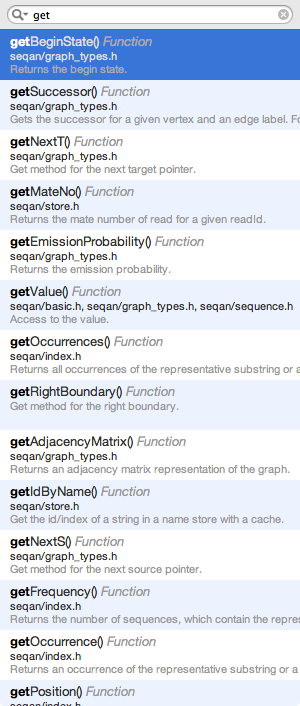 get
getBeginState() Function
seqan/graph_types.h
Returns the begin state.
getSuccessor() Function
seqan/graph_types.h
Gets the successor for a given vertex and an edge label. Fo
getNextT() Function
seqan/graph_types.h
Get method for the next target pointer.
getMateNo() Function
seqan/store.h
Returns the mate number of read for a given readId.
getEmissionProbability() Function
seqan/graph_types.h
Returns the emission probability.
getValue() Function
seqan/basic.h, seqan/graph_types.h, seqan/sequence.h
Access to the value.
getOccurrences() Function
seqan/index.h
Returns all occurrences of the representative substring or a
getRightBoundary() Function
Get method for the right boundary.
getAdjacencyMatrix() Function
seqan/graph_types.h
Returns an adjacency matrix representation of the graph.
getIdByName() Function
seqan/store.h
Get the id/index of a string in a name store with a cache.
getNextS() Function
seqan/graph_types.h
Get method for the next source pointer.
getFrequency() Function
seqan/index.h
Returns the number of sequences, which contain the repres
getOccurrence() Function
seqan/index.h
Returns an occurrence of the representative substring or a
getPosition() Function
seqan/index.h